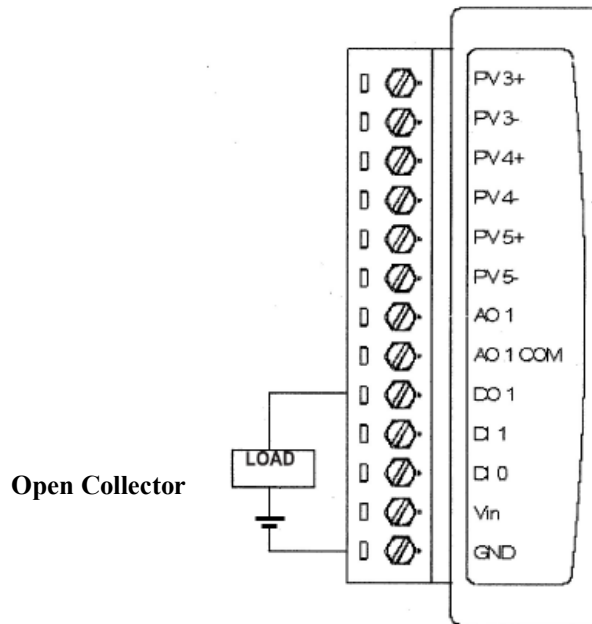 PV3+
PV3-
PV4+
PV4-
PV5+
PV5-
AO 1
AO 1 COM
DO 1
DI 1
DI 0
Vin
GND
LOAD
Open Collector